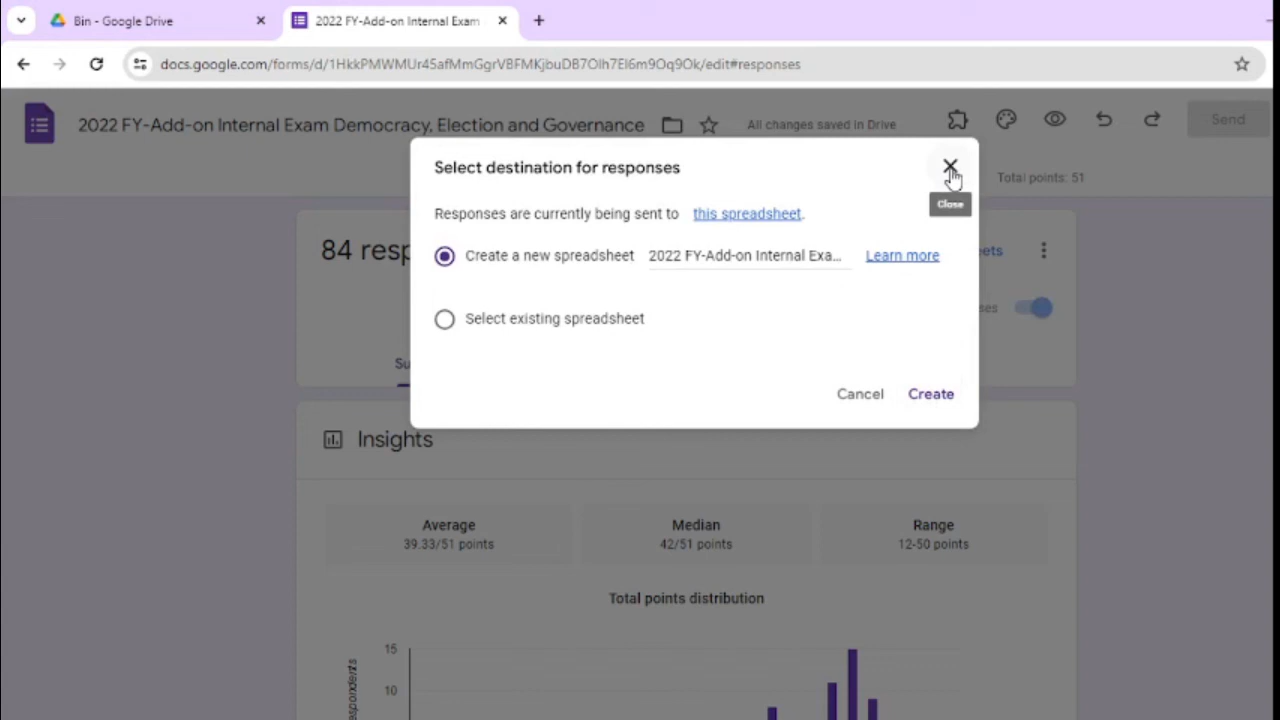 Bin - Google Drive
2022 FY-Add-on Internal Exam
docs.google.com/forms/d/1HkkPMWMUr45afMmGgrVBFMKjbuDB7Olh7El6m9Oq9Ok/edit#responses
2022 FY-Add-on Internal Exam Democracy, Election and Governance
All changes saved in Drive
Send
Select destination for responses
Total points: 51
Close
Responses are currently being sent to this spreadsheet.
84 resp
Create a new spreadsheet 2022 FY-Add-on Internal Exa... Learn more
eets
ses
Select existing spreadsheet
Su
Cancel Create
Insights
Average Median Range
39.33/51 points 42/51 points 12-50 points
Total points distribution
15
10
espondents